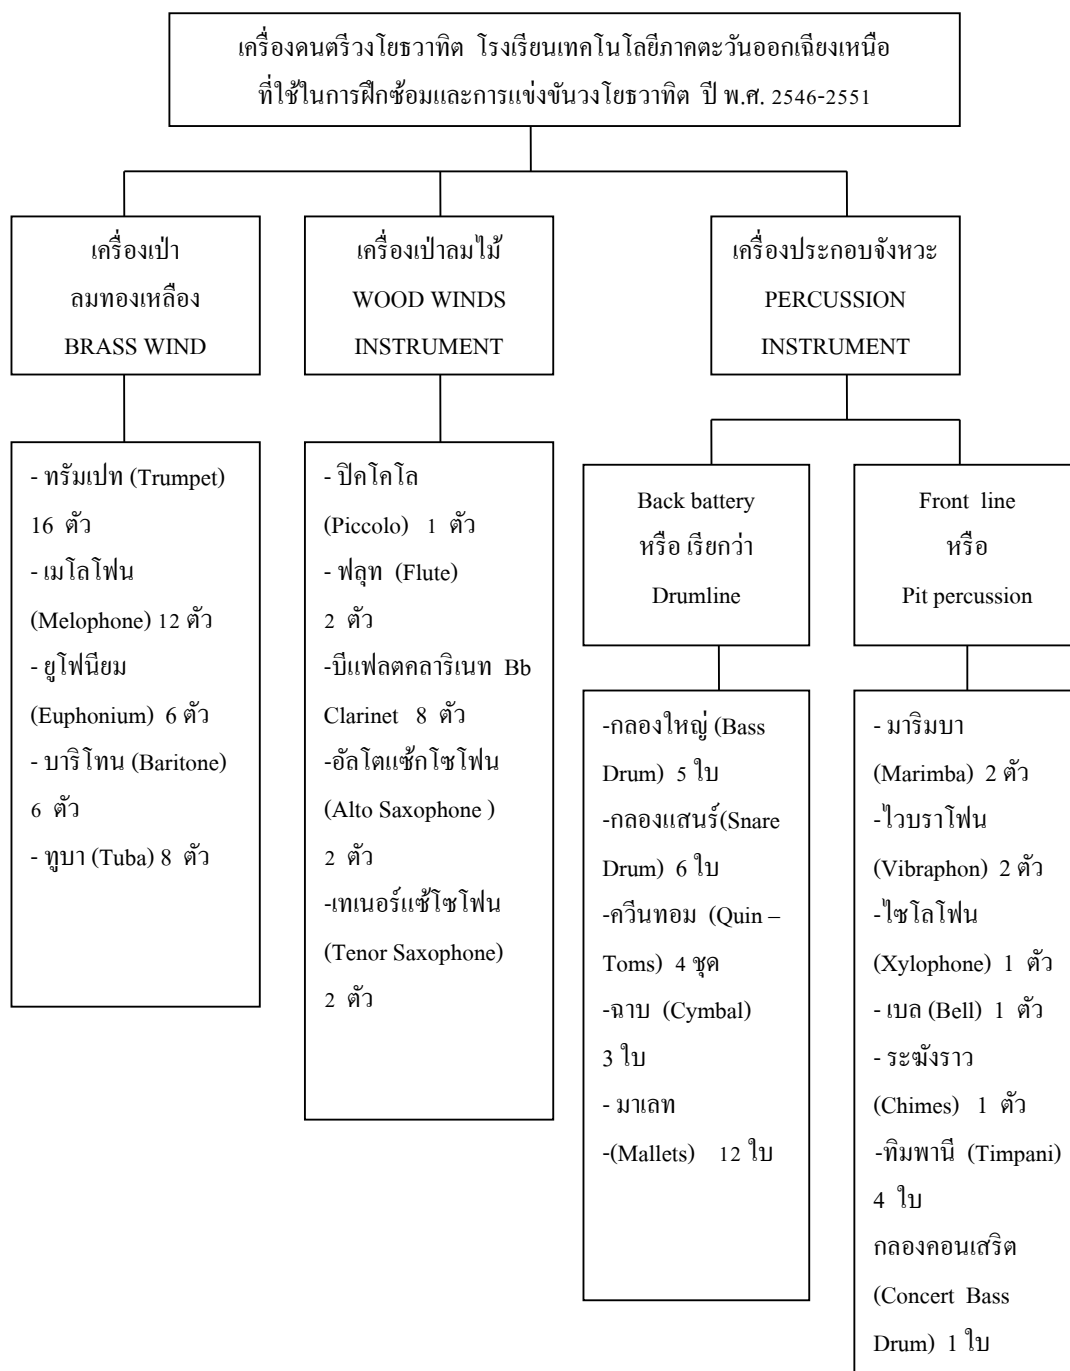 เครื่องดนตรีวงโยธวาทิต โรงเรียนเทคโนโลยีภาคตะวันออกเฉียงเหนือ
ที่ใช้ในการฝึกซ้อมและการแข่งขันวงโยธวาทิต ปี พ.ศ. 2546-2551
เครื่องเป่า
ลมทองเหลือง
BRASS WIND
เครื่องเป่าลมไม้
WOOD WINDS
INSTRUMENT
เครื่องประกอบจังหวะ
PERCUSSION
INSTRUMENT
- ทรัมเปท (Trumpet)
16 ตัว
- เมโลโฟน
(Melophone) 12 ตัว
- ยูโฟนียม
(Euphonium) 6 ตัว
- บาริโทน (Baritone)
6 ตัว
- ทูบา (Tuba) 8 ตัว
- ปิคโคโล
(Piccolo) 1 ตัว
- ฟลุท (Flute)
2 ตัว
-บีแฟลตคลาริเนท Bb
Clarinet 8 ตัว
-อัลโตแซ้กโซโฟน
(Alto Saxophone )
2 ตัว
-เทเนอร์แซ้โซโฟน
(Tenor Saxophone)
2 ตัว
Back battery
หรือ เรียกว่า
Drumline
Front line
หรือ
Pit percussion
-กลองใหญ่ (Bass
Drum) 5 ใบ
-กลองแสนร์(Snare
Drum) 6 ใบ
-ควีนทอม (Quin –
Toms) 4 ชุด
-ฉาบ (Cymbal)
3 ใบ
- มาเลท
-(Mallets) 12 ใบ
- มาริมบา
(Marimba) 2 ตัว
-ไวบราโฟน
(Vibraphon) 2 ตัว
-ไซโลโฟน
(Xylophone) 1 ตัว
- เบล (Bell) 1 ตัว
- ระฆังราว
(Chimes) 1 ตัว
-ทิมพานี (Timpani)
4 ใบ
กลองคอนเสริต
(Concert Bass
Drum) 1 ใบ